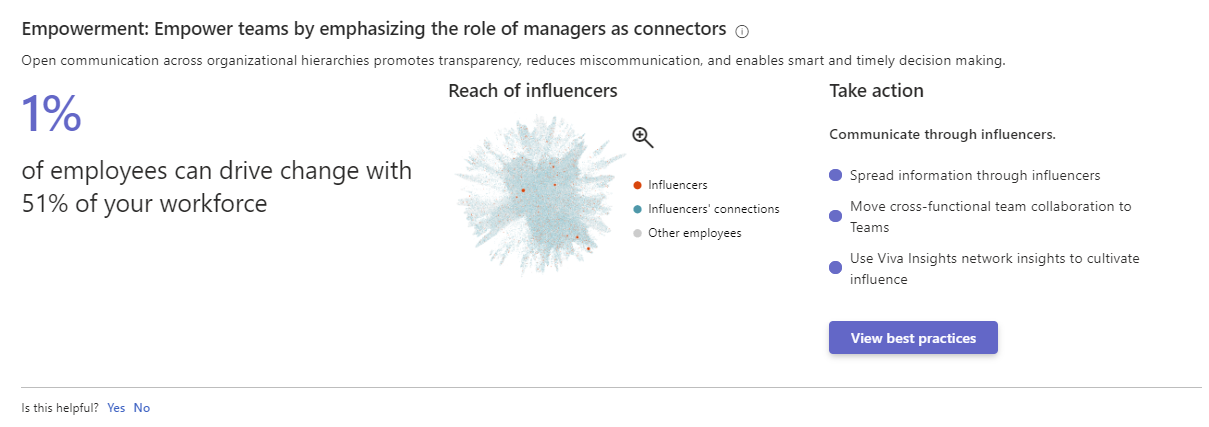 Empowerment: Empower teams by emphasizing the role of managers as connectors
Open communication across organizational hierarchies promotes transparency, reduces miscommunication, and enables smart and timely decision making.
1%
of employees can drive change with
51% of your workforce
Reach of influencers
Influencers
Influencers' connections
Other employees
Take action
Communicate through influencers.
Spread information through influencers
Move cross-functional team collaboration to
Teams
Use Viva Insights network insights to cultivate
influence
View best practices
Is this helpful? Yes No